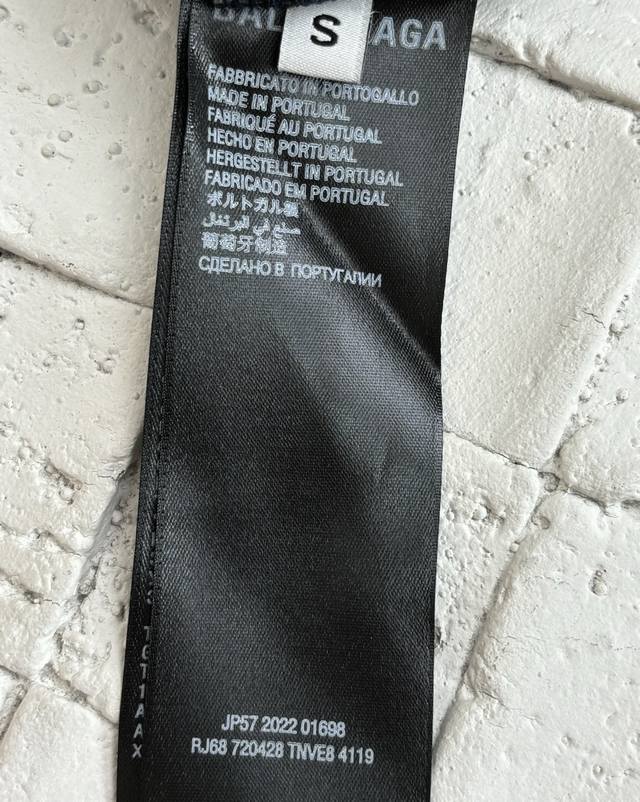 S
FABBRICATO IN PORTOGALLO
MADE IN PORTUGAL
FABRIQUÉ AU PORTUGAL
HECHO EN PORTUGAL
HERGESTELLT IN PORTUGAL
FABRICADO EM PORTUGAL
ポルトガル製
صنع في البرتغال
葡萄牙制造
СДЕЛАНО В ПОРТУГАЛИИ
JP57 2022 01698
RJ68 720428 TNVE8 4119